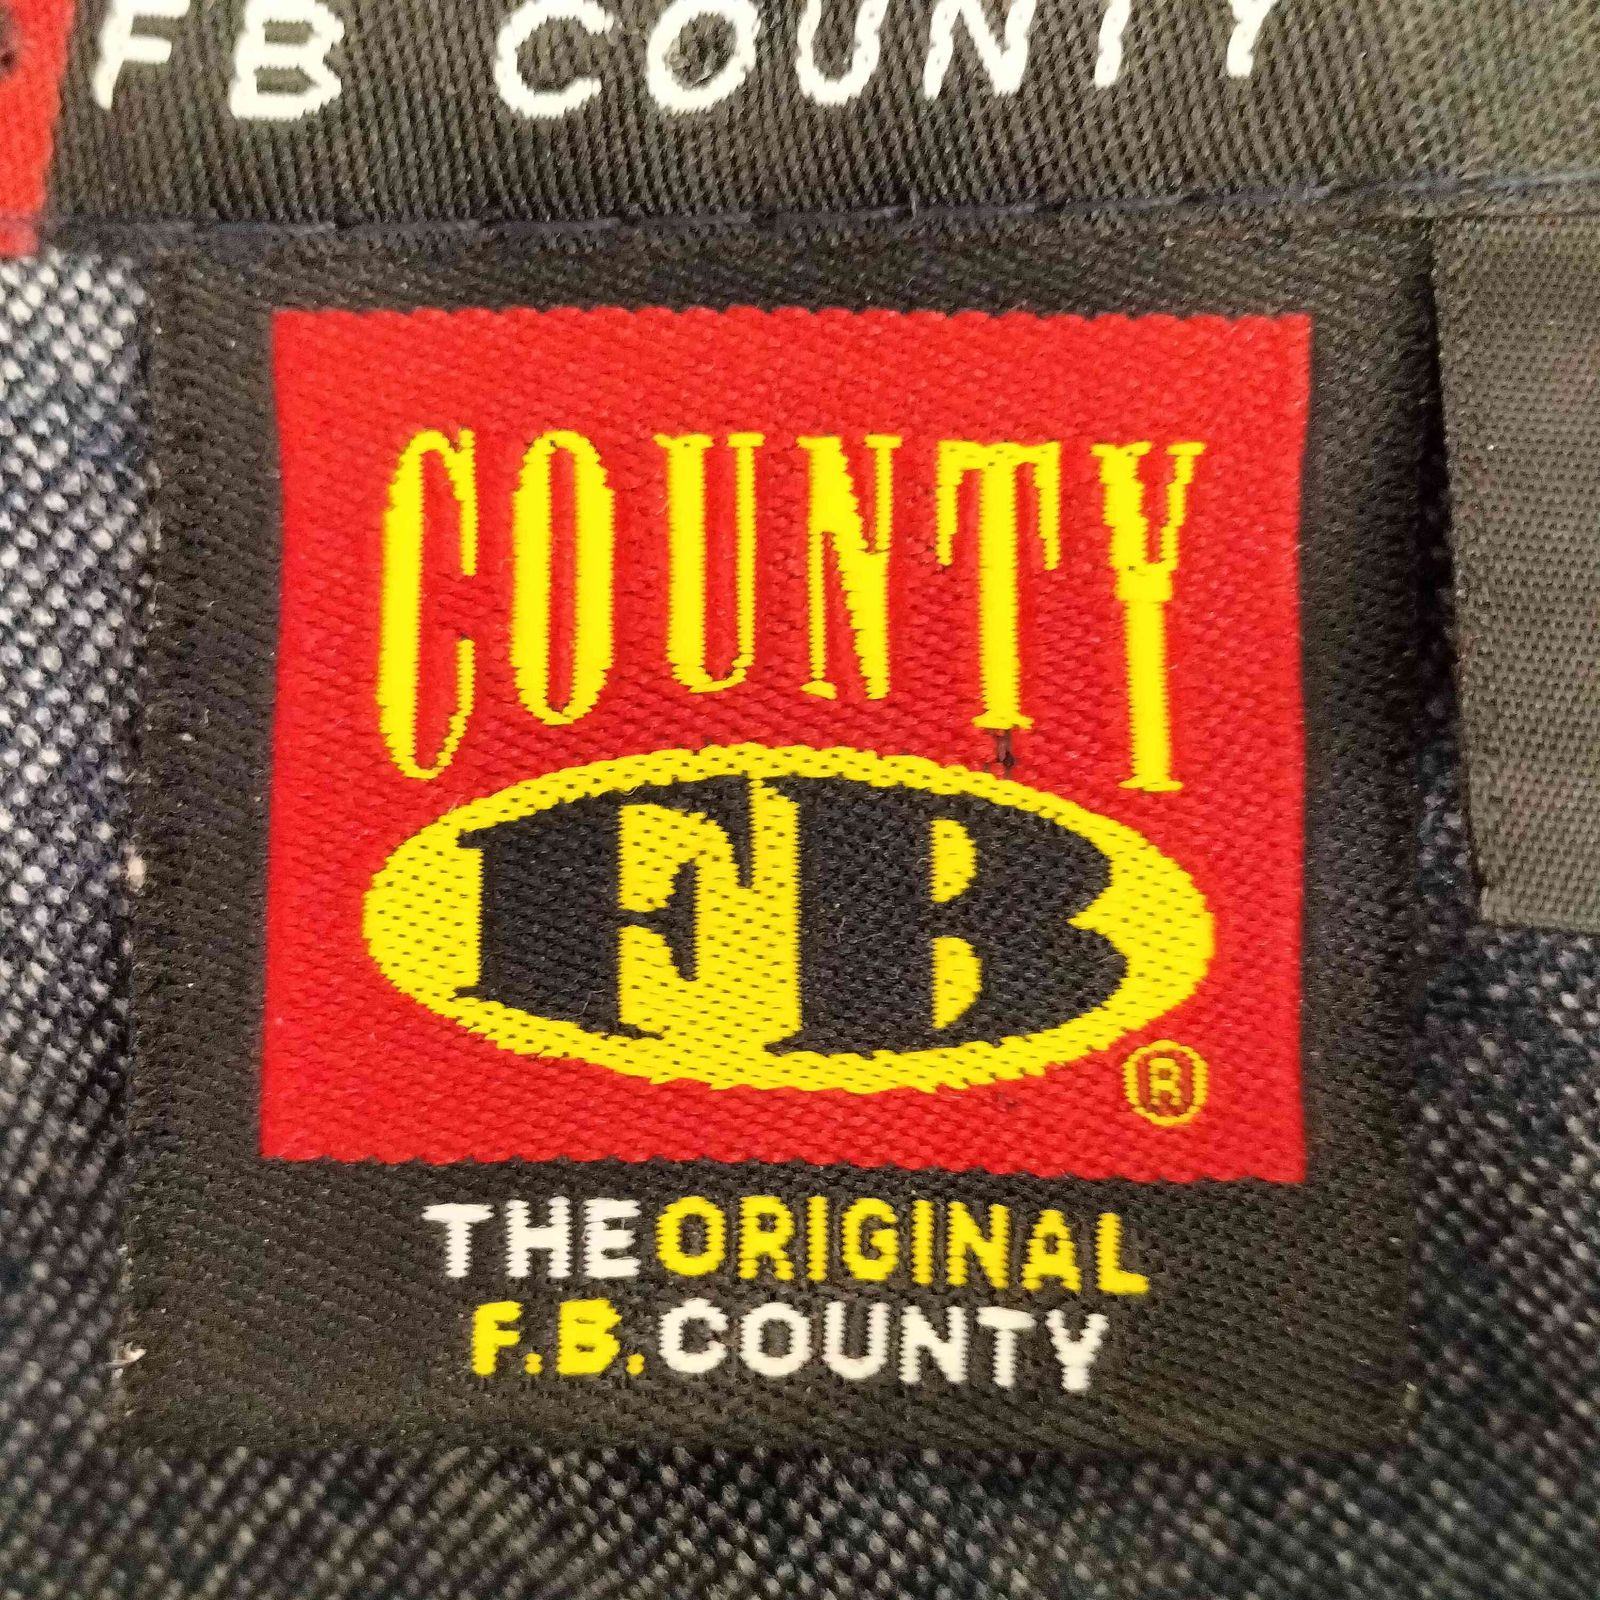 FB COUNTY
COUNTY
FB
®
THE ORIGINAL
F.B. COUNTY